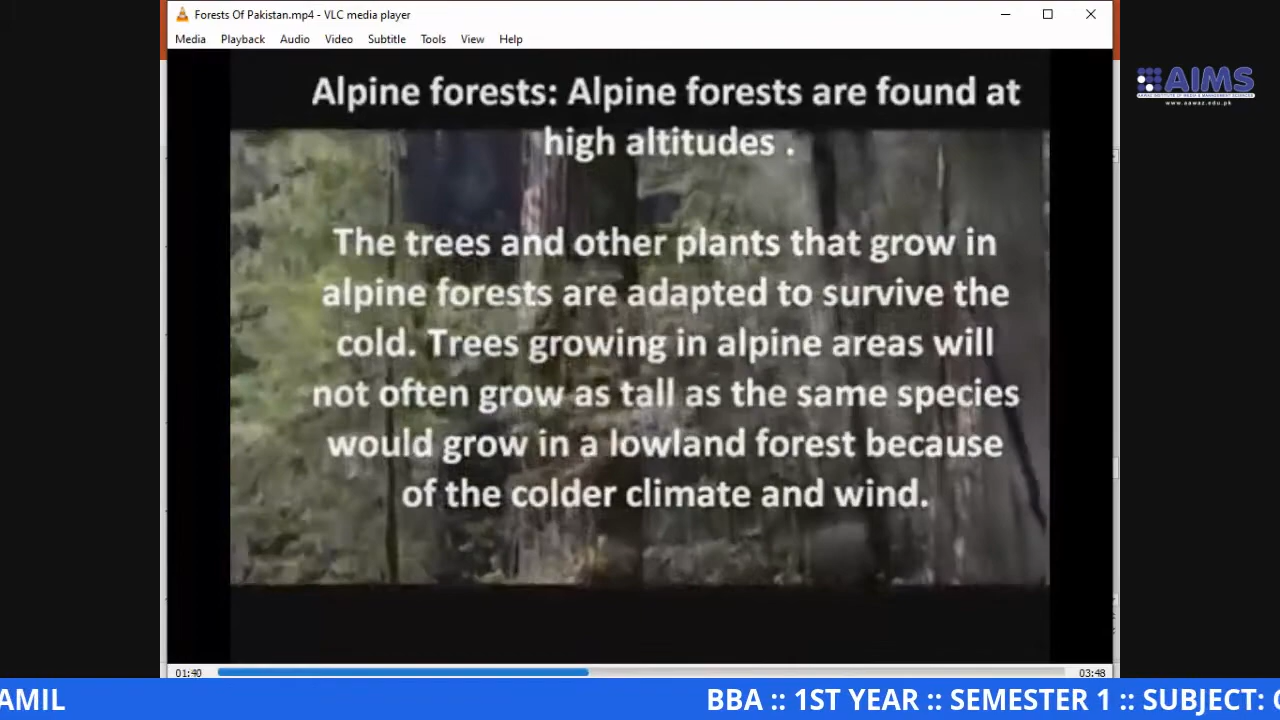 Forests Of Pakistan.mp4 - VLC media player
Media Playback Audio Video Subtitle Tools View Help
AIMS
www.aawaz.edu.pk
Alpine forests: Alpine forests are found at
high altitudes .
The trees and other plants that grow in
alpine forests are adapted to survive the
cold. Trees growing in alpine areas will
not often grow as tall as the same species
would grow in a lowland forest because
of the colder climate and wind.
01:40 03:48
AMIL BBA :: 1ST YEAR :: SEMESTER 1 :: SUBJECT: